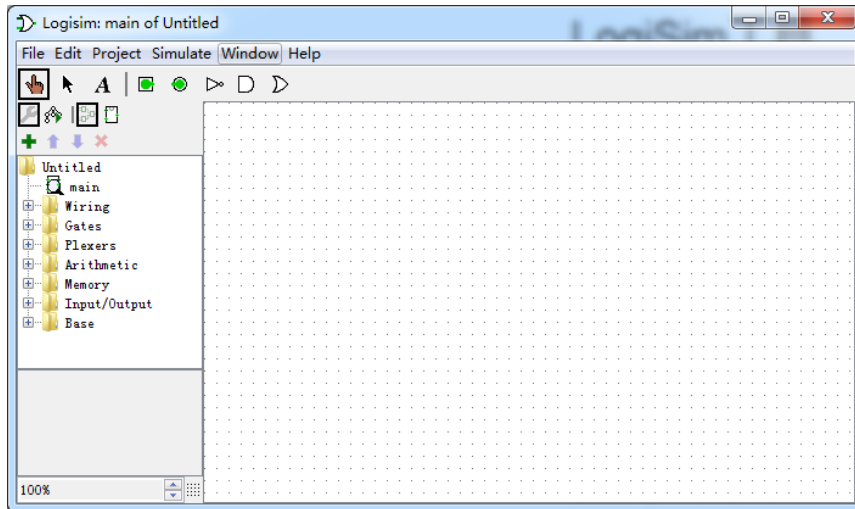 Logisim: main of Untitled
File Edit Project Simulate Window Help
A
Untitled
main
Wiring
Gates
Plexers
Arithmetic
Memory
Input/Output
Base
100%